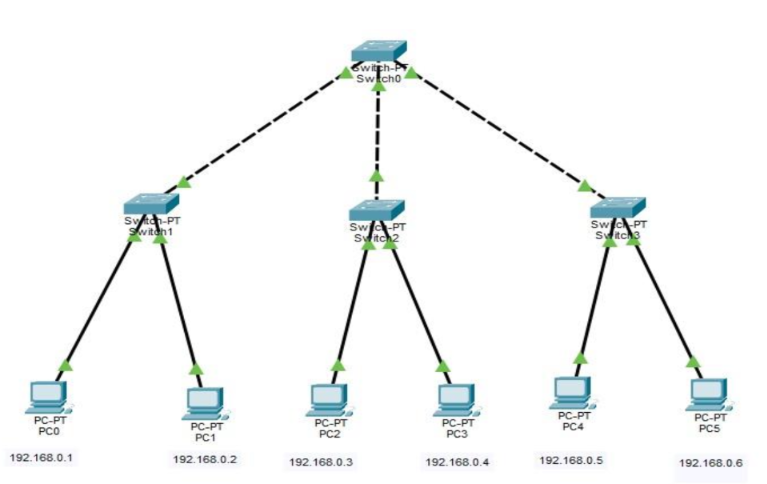 Switch-PT
Switch0
Switch-PT
Switch1
Switch-PT
Switch2
Switch-PT
Switch3
PC-PT
PC0
PC-PT
PC1
PC-PT
PC2
PC-PT
PC3
PC-PT
PC4
PC-PT
PC5
192.168.0.1
192.168.0.2
192.168.0.3
192.168.0.4
192.168.0.5
192.168.0.6